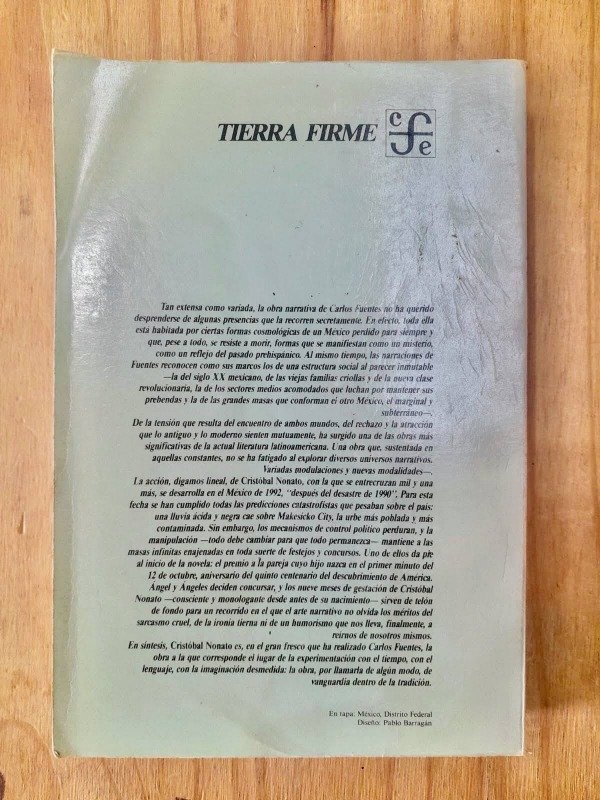 TIERRA FIRME
c f e
Tan extensa como variada, la obra narrativa de Carlos Fuentes no ha querido
desprenderse de algunas presencias que la recorren secretamente. En efecto, toda ella
está habitada por ciertas formas cosmológicas de un México perdido para siempre y
que, pese a todo, se resiste a morir, formas que se manifiestan como un misterio,
como un reflejo del pasado prehispánico. Al mismo tiempo, las narraciones de
Fuentes reconocen como sus marcos los de una estructura social al parecer inmutable
—la del siglo XX mexicano, de las viejas familias criollas y de la nueva clase
revolucionaria, la de los sectores medios acomodados que luchan por mantener sus
prebendas y la de las grandes masas que conforman el otro México, el marginal y
subterráneo—.
De la tensión que resulta del encuentro de ambos mundos, del rechazo y la atracción
que lo antiguo y lo moderno sienten mutuamente, ha surgido una de las obras más
significativas de la actual literatura latinoamericana. Una obra que, sustentada en
aquellas constantes, no se ha fatigado al explorar diversos universos narrativos.
Variadas modulaciones y nuevas modalidades—.
La acción, digamos lineal, de Cristóbal Nonato, con la que se entrecruzan mil y una
más, se desarrolla en el México de 1992, "después del desastre de 1990". Para esta
fecha se han cumplido todas las predicciones catastrofistas que pesaban sobre el país:
una lluvia ácida y negra cae sobre Makesicko City, la urbe más poblada y más
contaminada. Sin embargo, los mecanismos de control político perduran, y la
manipulación —todo debe cambiar para que todo permanezca— mantiene a las
masas infinitas enajenadas en toda suerte de festejos y concursos. Uno de ellos da pie
al inicio de la novela: el premio a la pareja cuyo hijo nazca en el primer minuto del
12 de octubre, aniversario del quinto centenario del descubrimiento de América.
Ángel y Ángeles deciden concursar, y los nueve meses de gestación de Cristóbal
Nonato —consciente y monologante desde antes de su nacimiento— sirven de telón
de fondo para un recorrido en el que el arte narrativo no olvida los méritos del
sarcasmo cruel, de la ironía tierna ni de un humorismo que nos lleva, finalmente, a
reírnos de nosotros mismos.
En síntesis, Cristóbal Nonato es, en el gran fresco que ha realizado Carlos Fuentes, la
obra a la que corresponde el lugar de la experimentación con el tiempo, con el
lenguaje, con la imaginación desmedida: la obra, por llamarla de algún modo, de
vanguardia dentro de la tradición.
En tapa: México, Distrito Federal
Diseño: Pablo Barragán